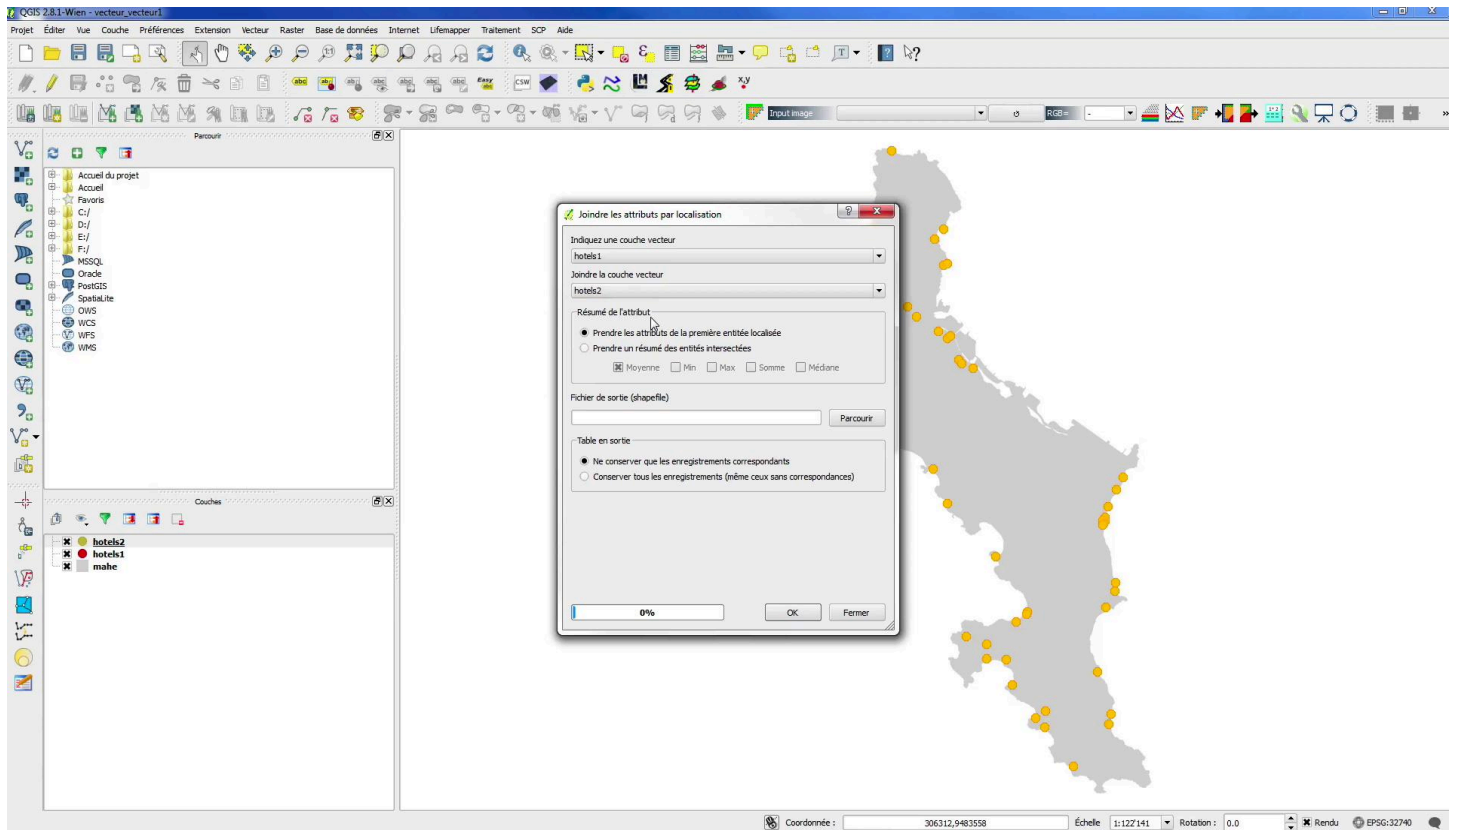 QGIS 2.8.1-Wien - vecteur_vecteur1
Projet Éditer Vue Couche Préférences Extension Vecteur Raster Base de données Internet Lifemapper Traitement SCP Aide
Input image RGB= -
Parcourir
Accueil du projet
Accueil
Favoris
C:/
D:/
E:/
F:/
MSSQL
Oracle
PostGIS
SpatiaLite
OWS
WCS
WFS
WMS
Couches
hotels2
hotels1
mahe
Joindre les attributs par localisation
Indiquez une couche vecteur
hotels1
Joindre la couche vecteur
hotels2
Résumé de l'attribut
Prendre les attributs de la première entitée localisée
Prendre un résumé des entités intersectées
Moyenne Min Max Somme Médiane
Fichier de sortie (shapefile)
Parcourir
Table en sortie
Ne conserver que les enregistrements correspondants
Conserver tous les enregistrements (même ceux sans correspondances)
0% OK Fermer
Coordonnée : 306312,9483558 Échelle 1:122'141 Rotation : 0.0 Rendu EPSG:32740